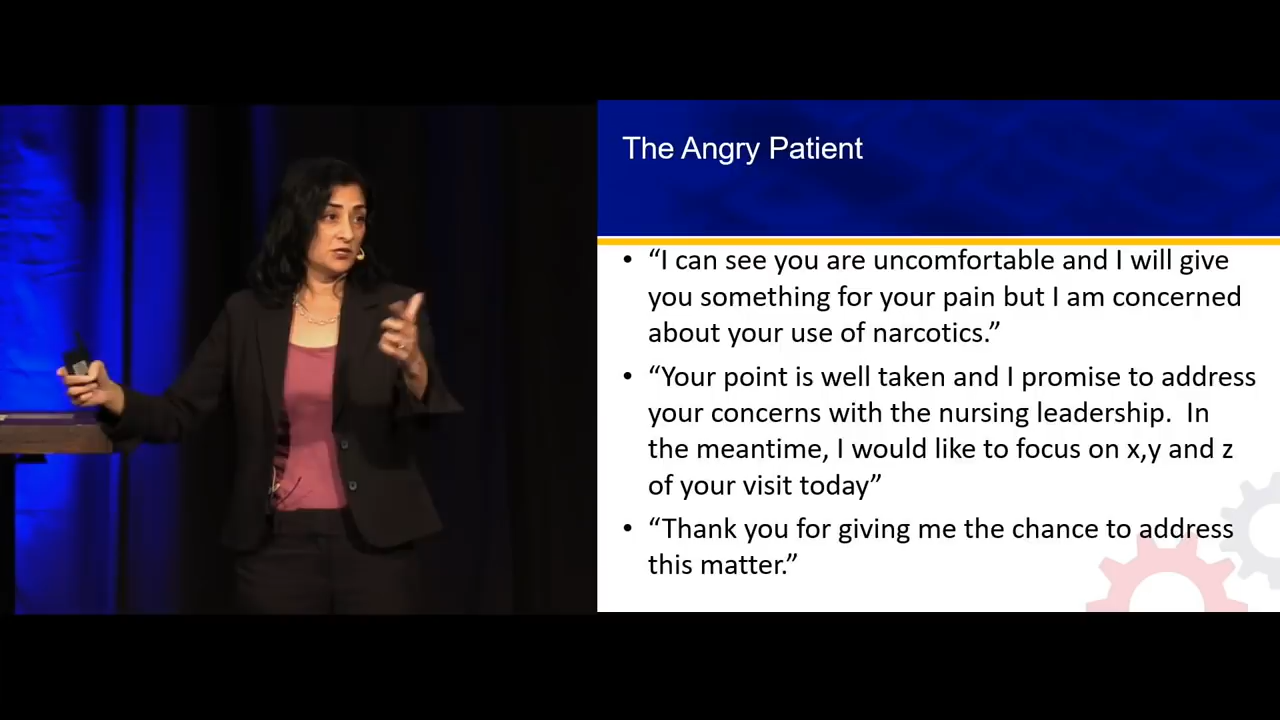 The Angry Patient
• “I can see you are uncomfortable and I will give
you something for your pain but I am concerned
about your use of narcotics.”
• “Your point is well taken and I promise to address
your concerns with the nursing leadership.  In
the meantime, I would like to focus on x,y and z
of your visit today”
• “Thank you for giving me the chance to address
this matter.”